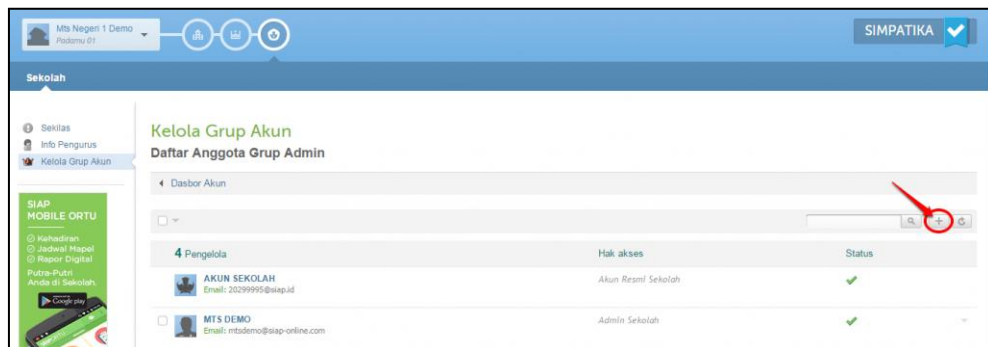 Mts Negeri 1 Demo
Padamu 01
SIMPATIKA
Sekolah
Sekilas
Info Pengurus
Kelola Grup Akun
SIAP
MOBILE ORTU
Kehadiran
Jadwal Mapel
Rapor Digital
Putra-Putri
Anda di Sekolah.
Google play
Kelola Grup Akun
Daftar Anggota Grup Admin
Dasbor Akun
4 Pengelola Hak akses Status
AKUN SEKOLAH Akun Resmi Sekolah
Email: 20299995@siap.id
MTS DEMO Admin Sekolah
Email: mtsdemo@siap-online.com